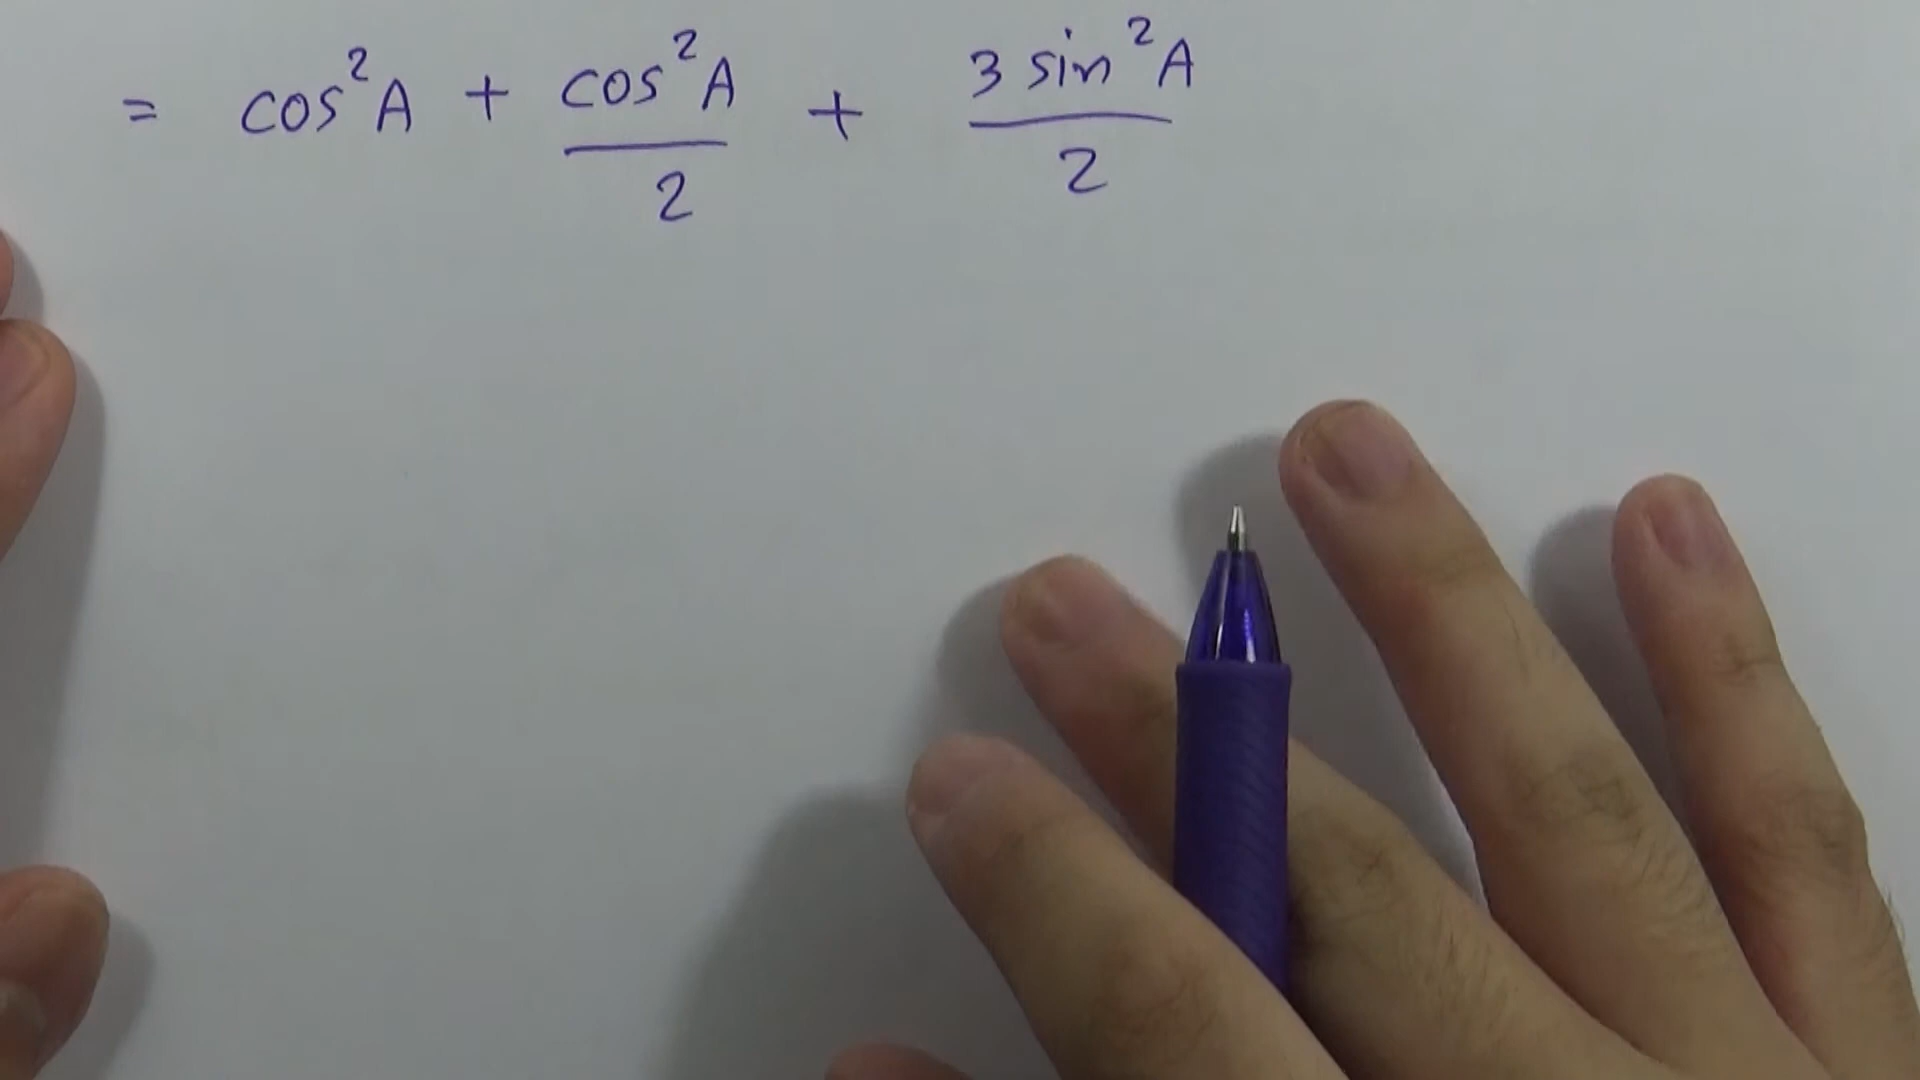 = cos²A + cos²A/2 + 3 sin²A/2